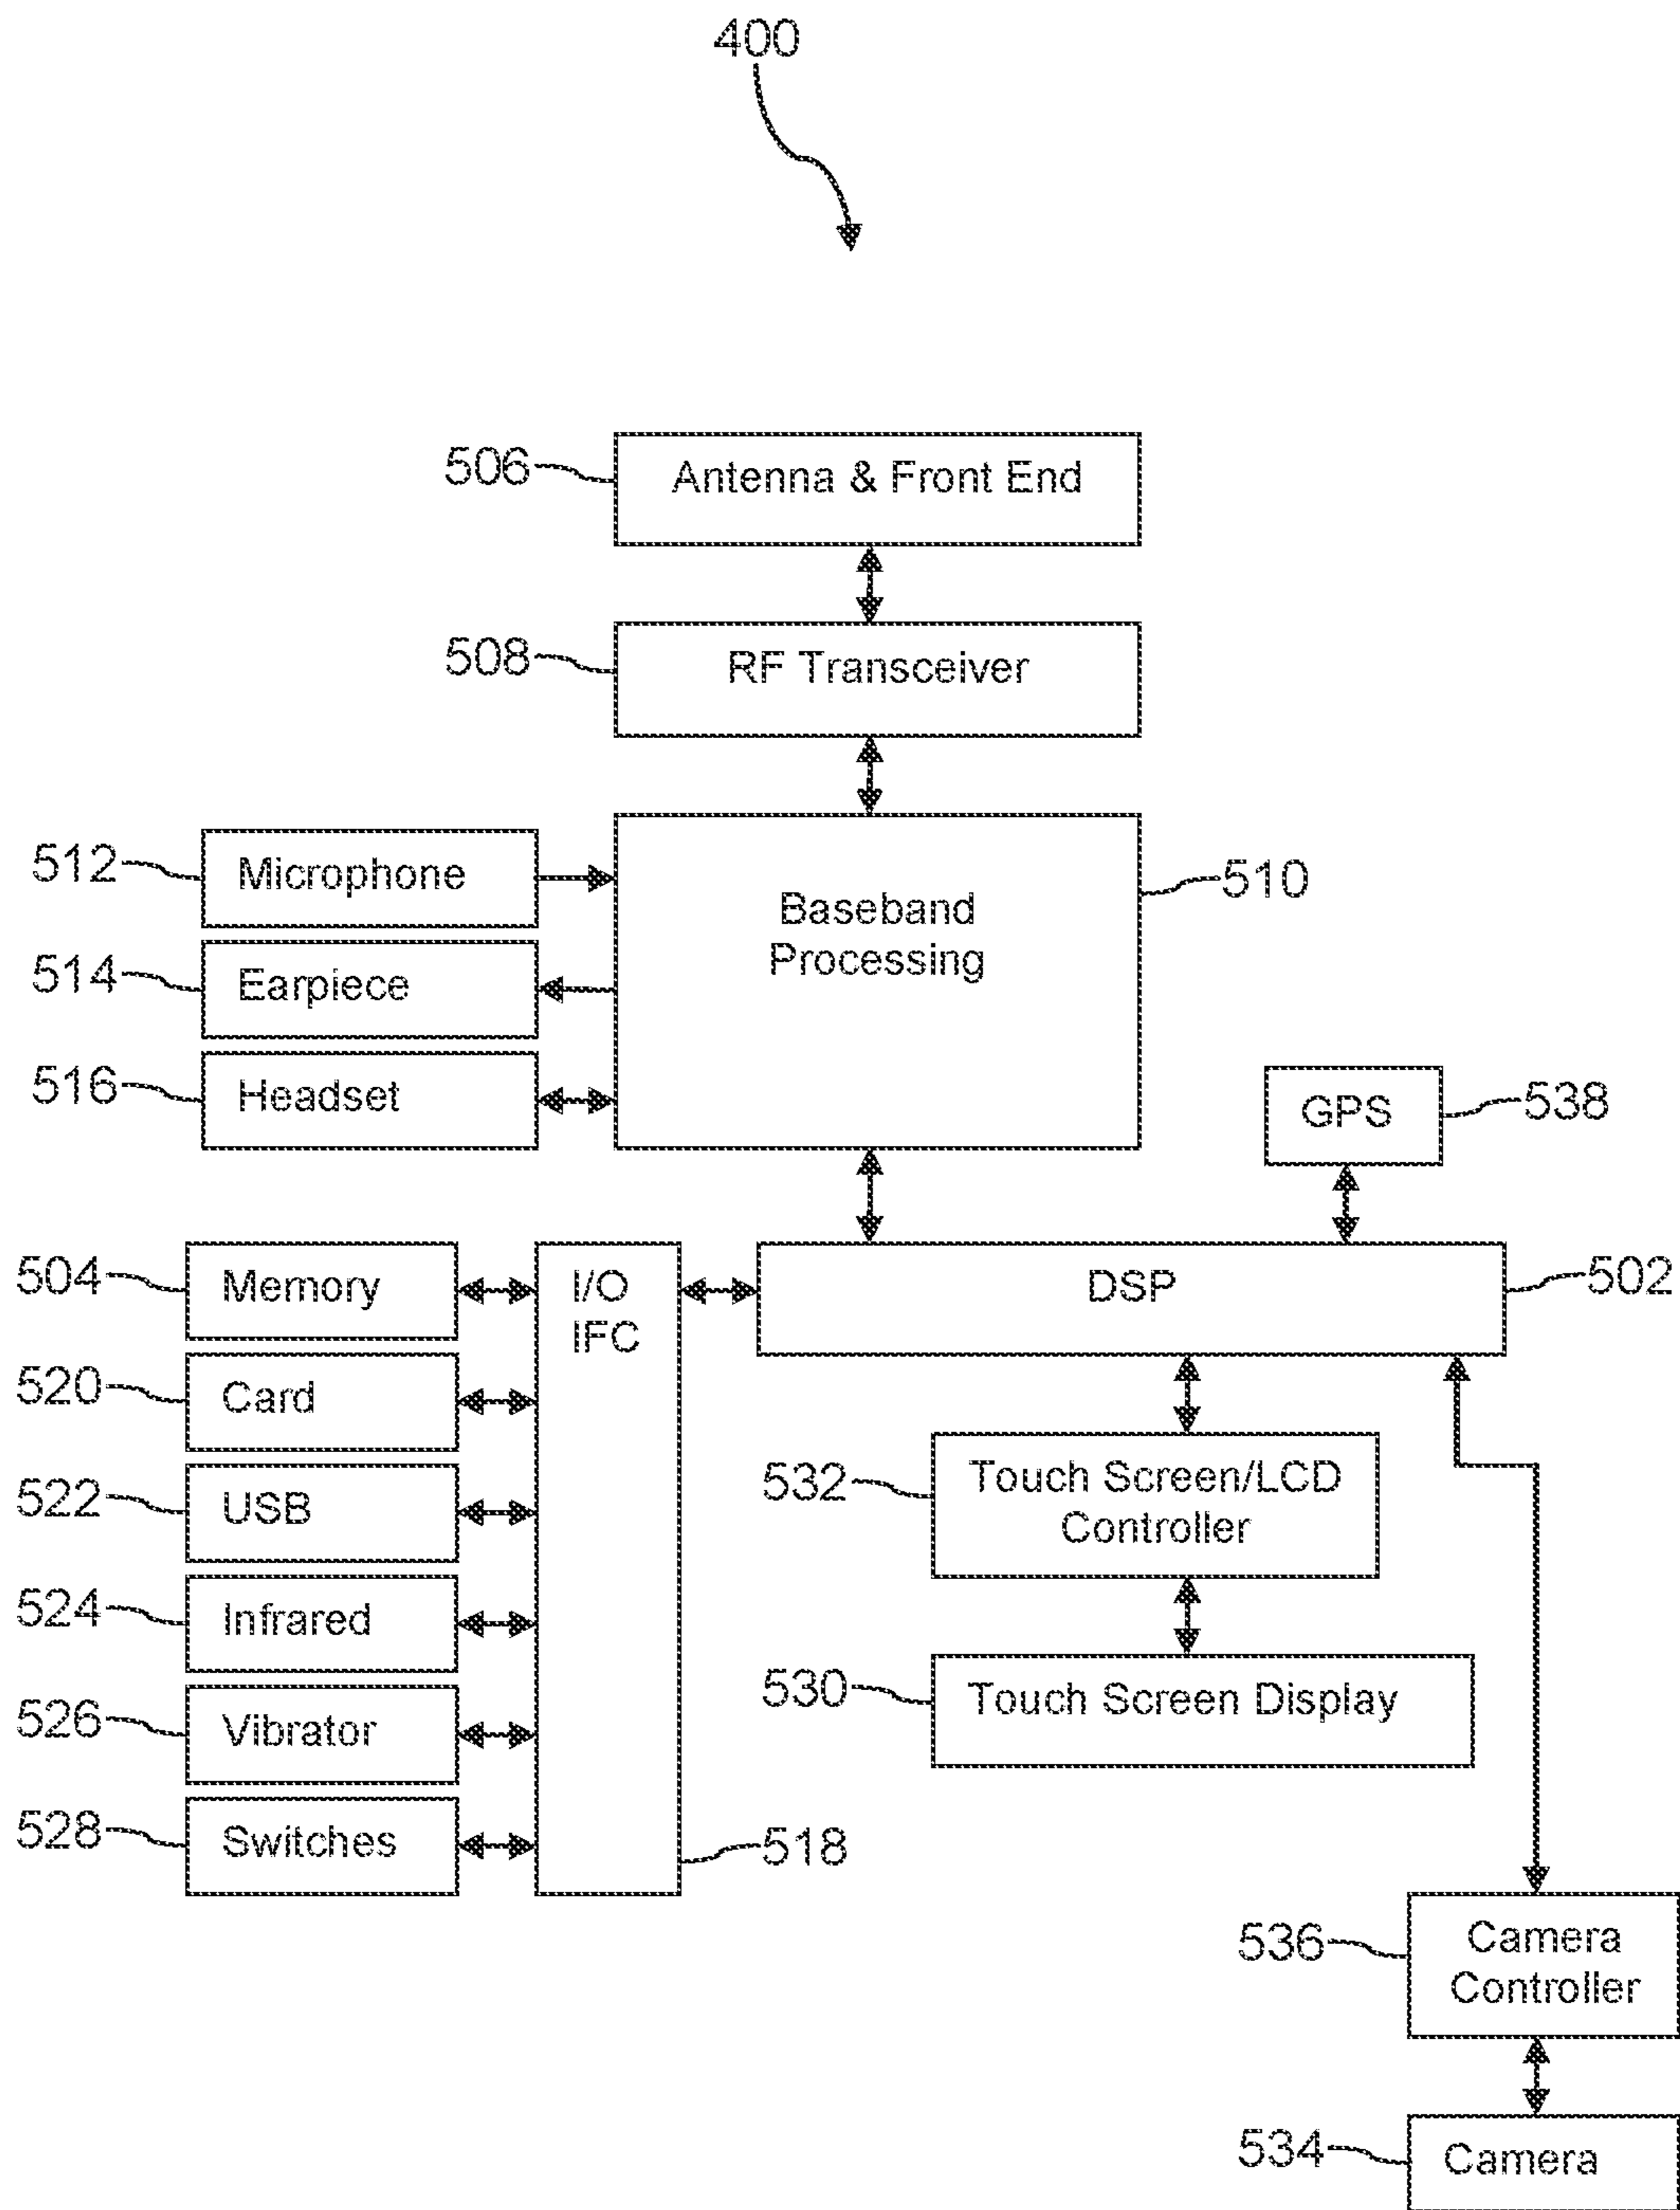 400
506 Antenna & Front End
508 RF Transceiver
512 Microphone
Baseband
Processing
510
514 Earpiece
516 Headset
GPS 538
504 Memory
I/O
IFC
DSP 502
520 Card
522 USB
532 Touch Screen/LCD
Controller
524 Infrared
530 Touch Screen Display
526 Vibrator
528 Switches
518
536 Camera
Controller
534 Camera